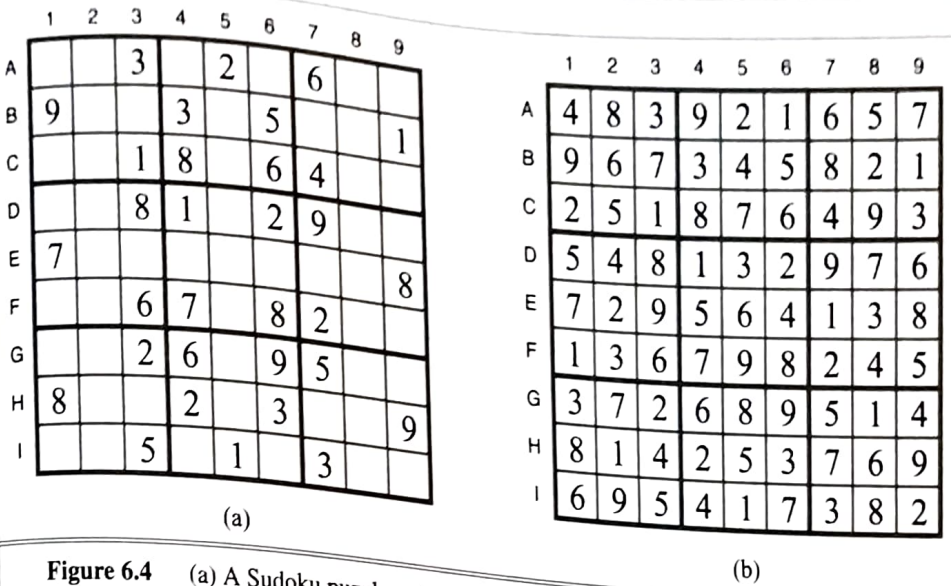 1 2 3 4 5 6 7 8 9
A 3 2 6
B 9 3 5 1
C 1 8 6 4
D 8 1 2 9
E 7 8
F 6 7 8 2
G 2 6 9 5
H 8 2 3 9
I 5 1 3
(a)
1 2 3 4 5 6 7 8 9
A 4 8 3 9 2 1 6 5 7
B 9 6 7 3 4 5 8 2 1
C 2 5 1 8 7 6 4 9 3
D 5 4 8 1 3 2 9 7 6
E 7 2 9 5 6 4 1 3 8
F 1 3 6 7 9 8 2 4 5
G 3 7 2 6 8 9 5 1 4
H 8 1 4 2 5 3 7 6 9
I 6 9 5 4 1 7 3 8 2
(b)
Figure 6.4 (a) A Sudoku